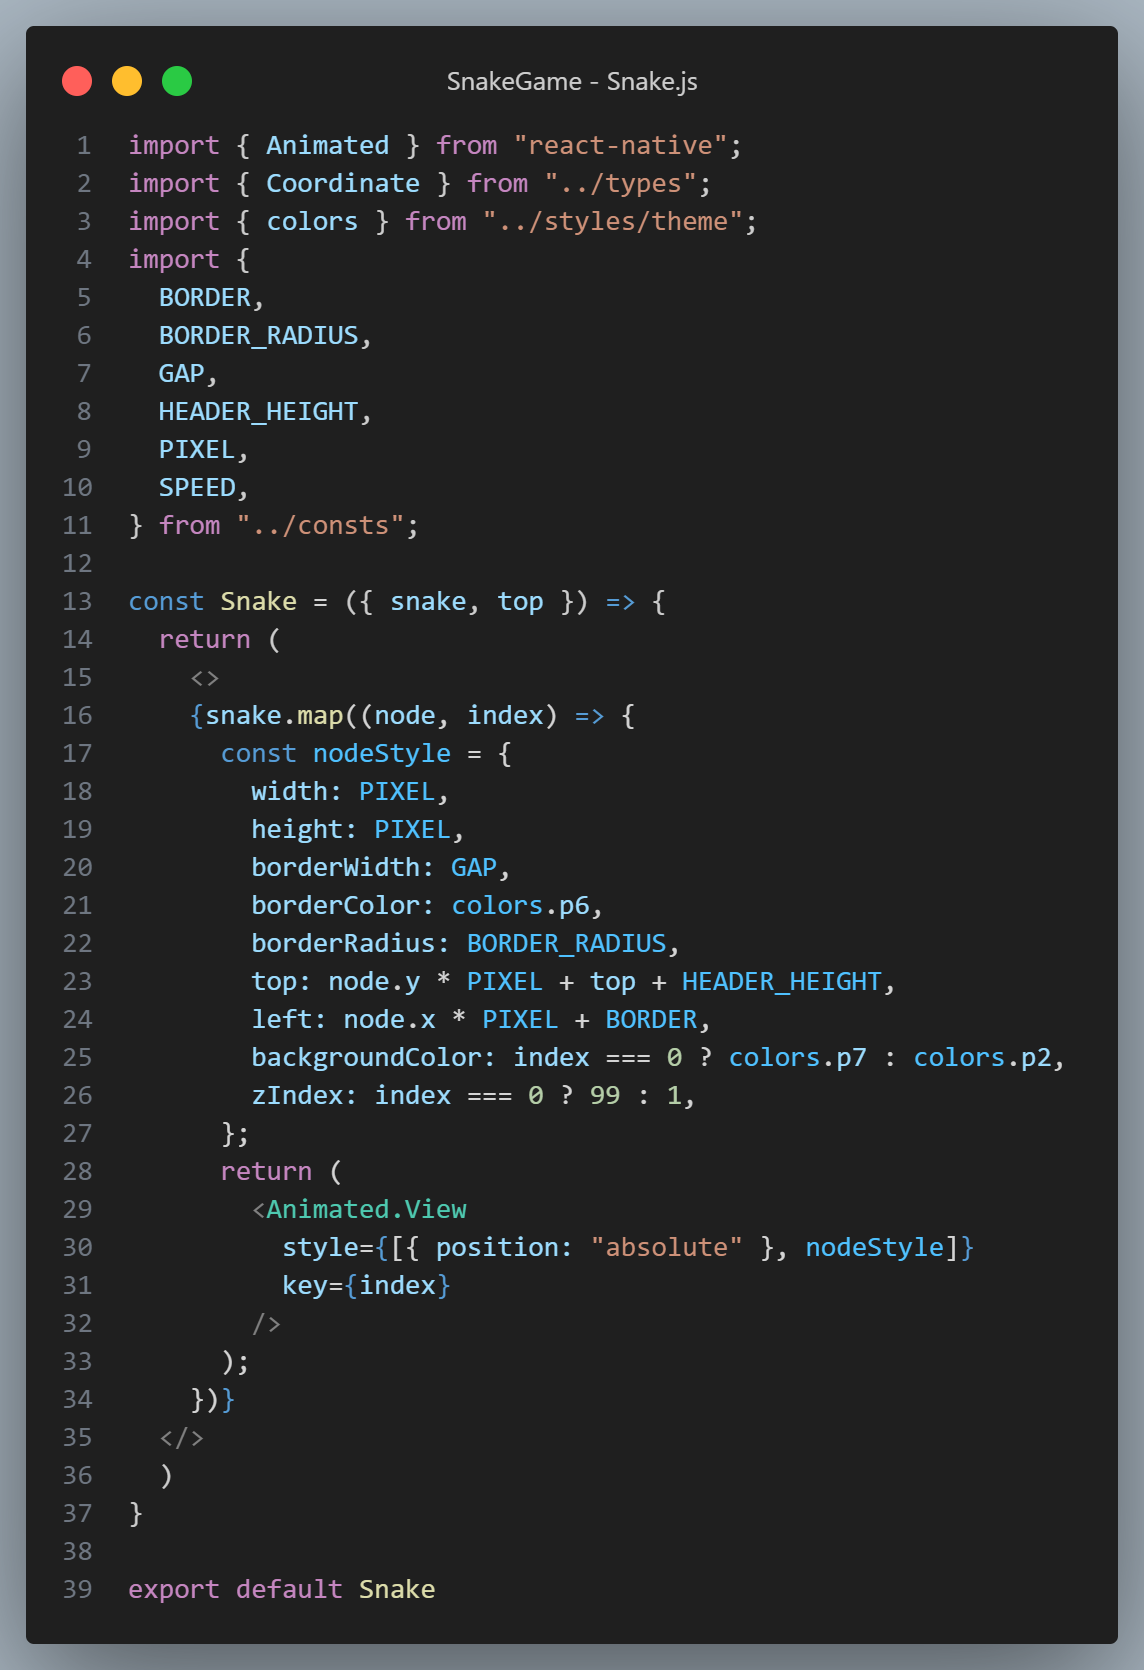 SnakeGame - Snake.js
1 import { Animated } from "react-native";
2 import { Coordinate } from "../types";
3 import { colors } from "../styles/theme";
4 import {
5   BORDER,
6   BORDER_RADIUS,
7   GAP,
8   HEADER_HEIGHT,
9   PIXEL,
10   SPEED,
11 } from "../consts";
12
13 const Snake = ({ snake, top }) => {
14   return (
15     <>
16     {snake.map((node, index) => {
17       const nodeStyle = {
18         width: PIXEL,
19         height: PIXEL,
20         borderWidth: GAP,
21         borderColor: colors.p6,
22         borderRadius: BORDER_RADIUS,
23         top: node.y * PIXEL + top + HEADER_HEIGHT,
24         left: node.x * PIXEL + BORDER,
25         backgroundColor: index === 0 ? colors.p7 : colors.p2,
26         zIndex: index === 0 ? 99 : 1,
27       };
28       return (
29         <Animated.View
30           style={[{ position: "absolute" }, nodeStyle]}
31           key={index}
32         />
33       );
34     })}
35   </>
36   )
37 }
38
39 export default Snake